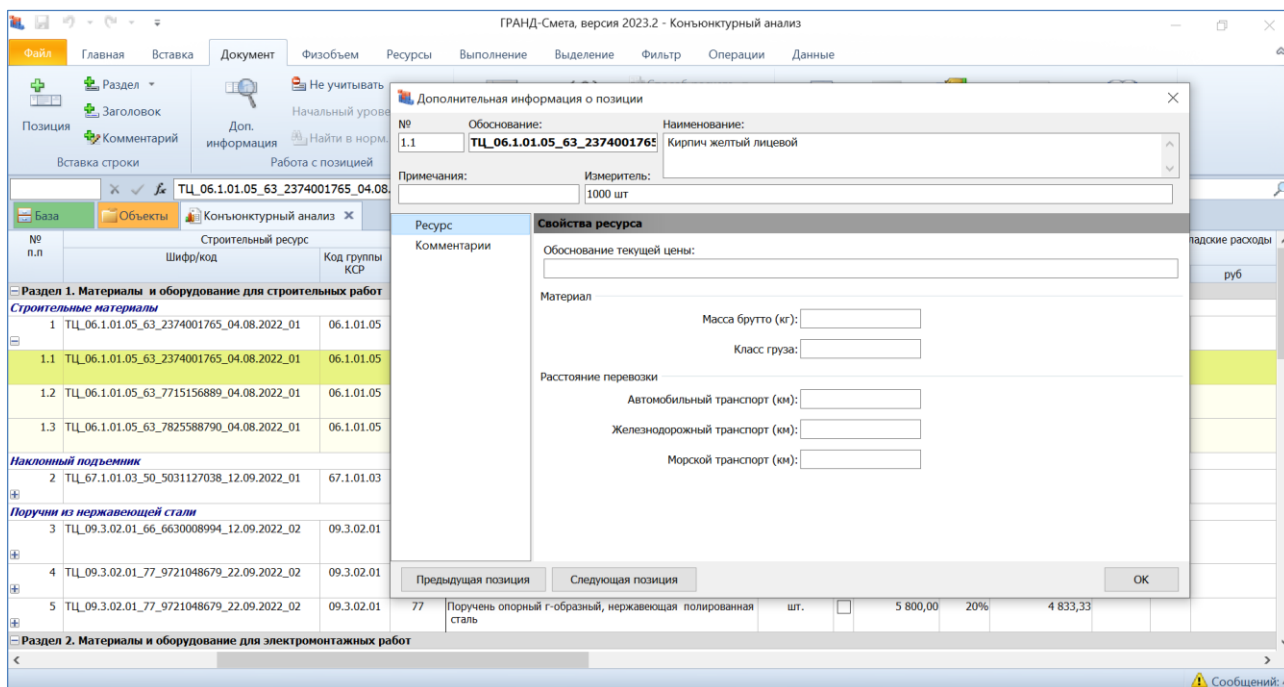 ГРАНД-Смета, версия 2023.2 - Конъюнктурный анализ
Файл Главная Вставка Документ Физобъем Ресурсы Выполнение Выделение Фильтр Операции Данные
Позиция
Раздел
Заголовок
Комментарий
Вставка строки
Доп. информация
Не учитывать
Начальный урове
Найти в норм.
Работа с позицией
ТЦ_06.1.01.05_63_2374001765_04.08.
База Объекты Конъюнктурный анализ
№ п.п
Строительный ресурс
Шифр/код
Код группы КСР
ладские расходы
руб
Раздел 1. Материалы и оборудование для строительных работ
Строительные материалы
1 ТЦ_06.1.01.05_63_2374001765_04.08.2022_01 06.1.01.05
1.1 ТЦ_06.1.01.05_63_2374001765_04.08.2022_01 06.1.01.05
1.2 ТЦ_06.1.01.05_63_7715156889_04.08.2022_01 06.1.01.05
1.3 ТЦ_06.1.01.05_63_7825588790_04.08.2022_01 06.1.01.05
Наклонный подъемник
2 ТЦ_67.1.01.03_50_5031127038_12.09.2022_01 67.1.01.03
Поручни из нержавеющей стали
3 ТЦ_09.3.02.01_66_6630008994_12.09.2022_02 09.3.02.01
4 ТЦ_09.3.02.01_77_9721048679_22.09.2022_02 09.3.02.01
5 ТЦ_09.3.02.01_77_9721048679_22.09.2022_02 09.3.02.01 77 Поручень опорный г-образный, нержавеющая полированная шт. 5 800,00 20% 4 833,33
сталь
Раздел 2. Материалы и оборудование для электромонтажных работ
Сообщений:
Дополнительная информация о позиции
№ Обоснование: Наименование:
1.1 ТЦ_06.1.01.05_63_2374001765 Кирпич желтый лицевой
Примечания: Измеритель:
1000 шт
Ресурс
Комментарии
Свойства ресурса
Обоснование текущей цены:
Материал
Масса брутто (кг):
Класс груза:
Расстояние перевозки
Автомобильный транспорт (км):
Железнодорожный транспорт (км):
Морской транспорт (км):
Предыдущая позиция Следующая позиция OK